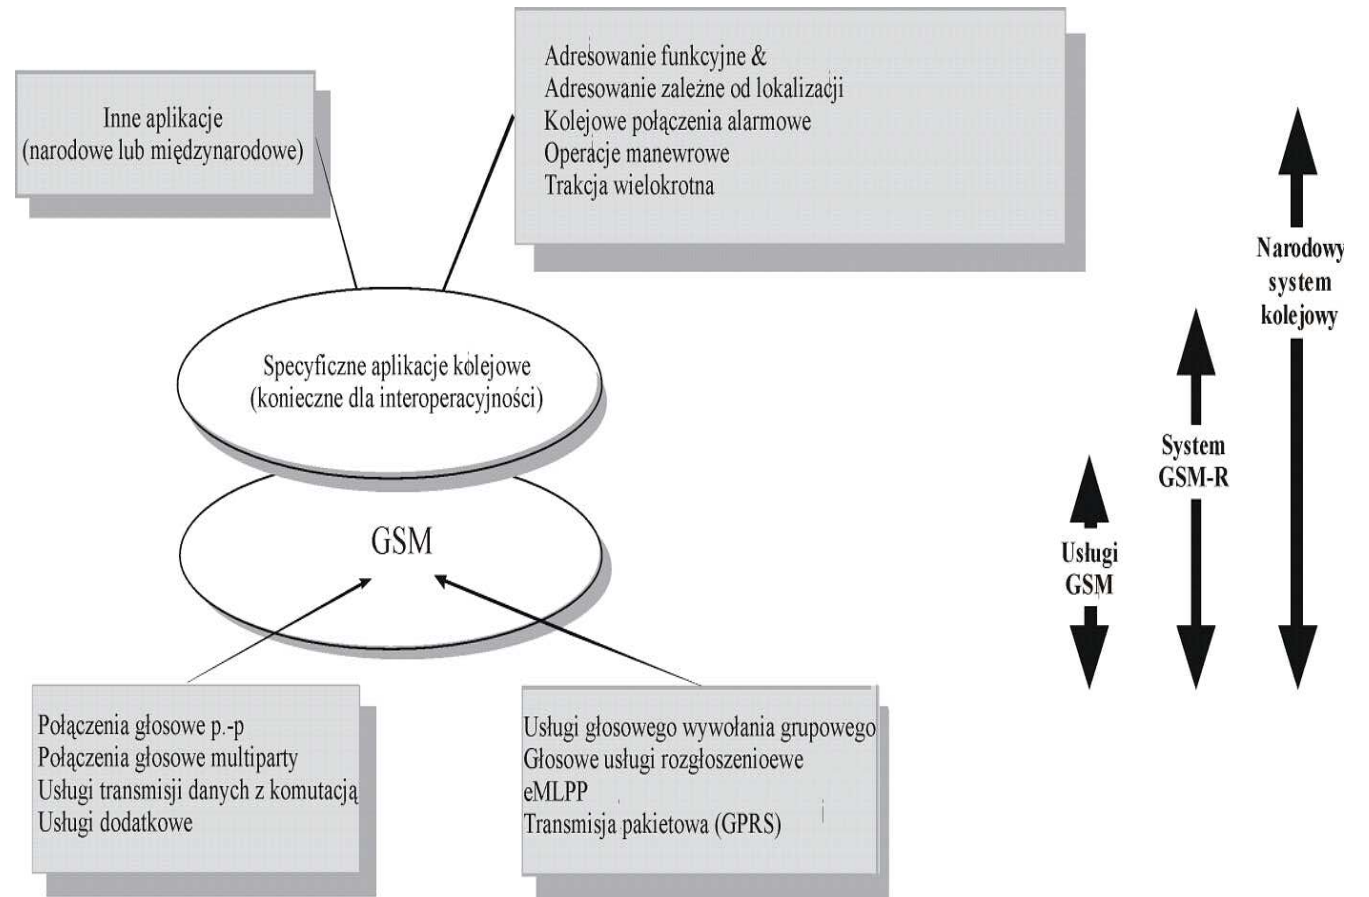 Inne aplikacje
(narodowe lub międzynarodowe)
Adresowanie funkcyjne &
Adresowanie zależne od lokalizacji
Kolejowe połączenia alarmowe
Operacje manewrowe
Trakcja wielokrotna
Specyficzne aplikacje kolejowe
(konieczne dla interoperacyjności)
GSM
Połączenia głosowe p.-p
Połączenia głosowe multiparty
Usługi transmisji danych z komutacją
Usługi dodatkowe
Usługi głosowego wywołania grupowego
Głosowe usługi rozgłoszenioewe
eMLPP
Transmisja pakietowa (GPRS)
Usługi
GSM
System
GSM-R
Narodowy
system
kolejowy